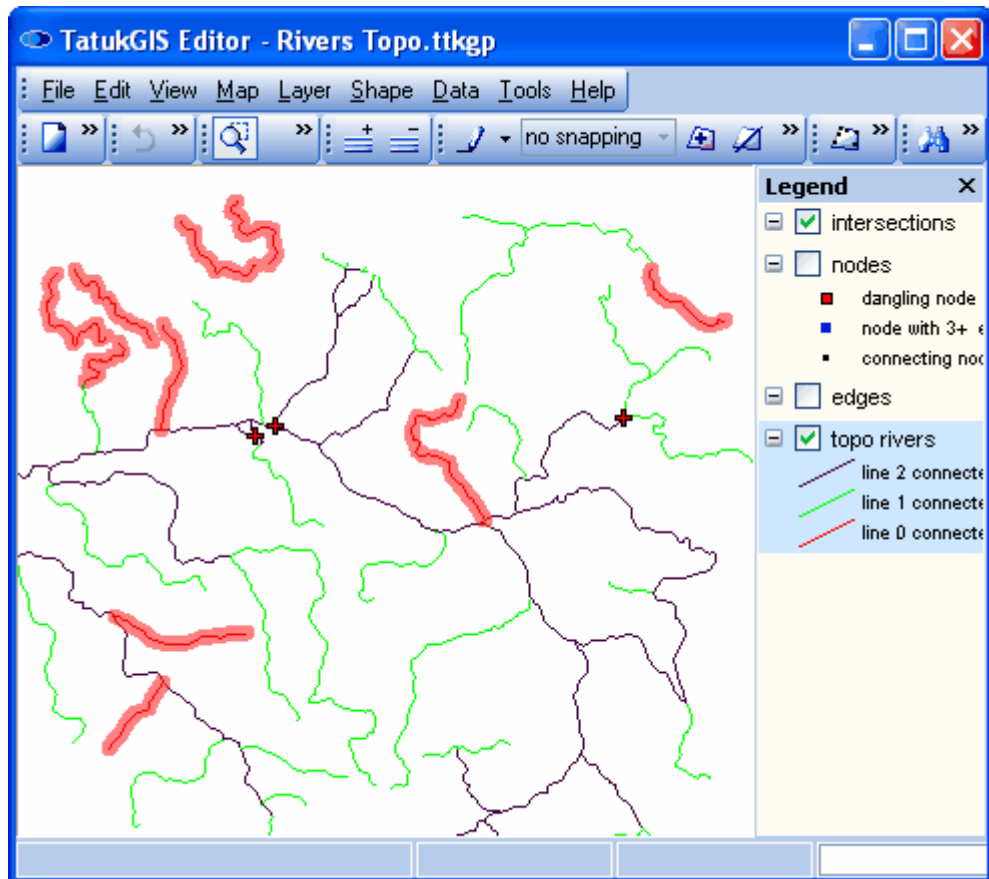 TatukGIS Editor - Rivers Topo.ttkgp
File Edit View Map Layer Shape Data Tools Help
no snapping
Legend
intersections
nodes
dangling node
node with 3+ e
connecting noc
edges
topo rivers
line 2 connecte
line 1 connecte
line 0 connecte